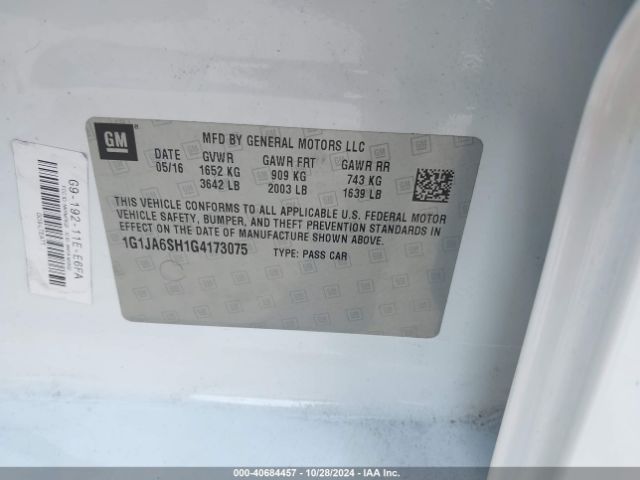 GM
MFD BY GENERAL MOTORS LLC
DATE GVWR GAWR FRT GAWR RR
05/16 1652 KG 909 KG 743 KG
3642 LB 2003 LB 1639 LB
THIS VEHICLE CONFORMS TO ALL APPLICABLE U.S. FEDERAL MOTOR
VEHICLE SAFETY, BUMPER, AND THEFT PREVENTION STANDARDS IN
EFFECT ON THE DATE OF MANUFACTURE SHOWN ABOVE.
1G1JA6SH1G4173075 TYPE: PASS CAR
G9-192-11E-E6FA
000-40684457 - 10/28/2024 - IAA Inc.